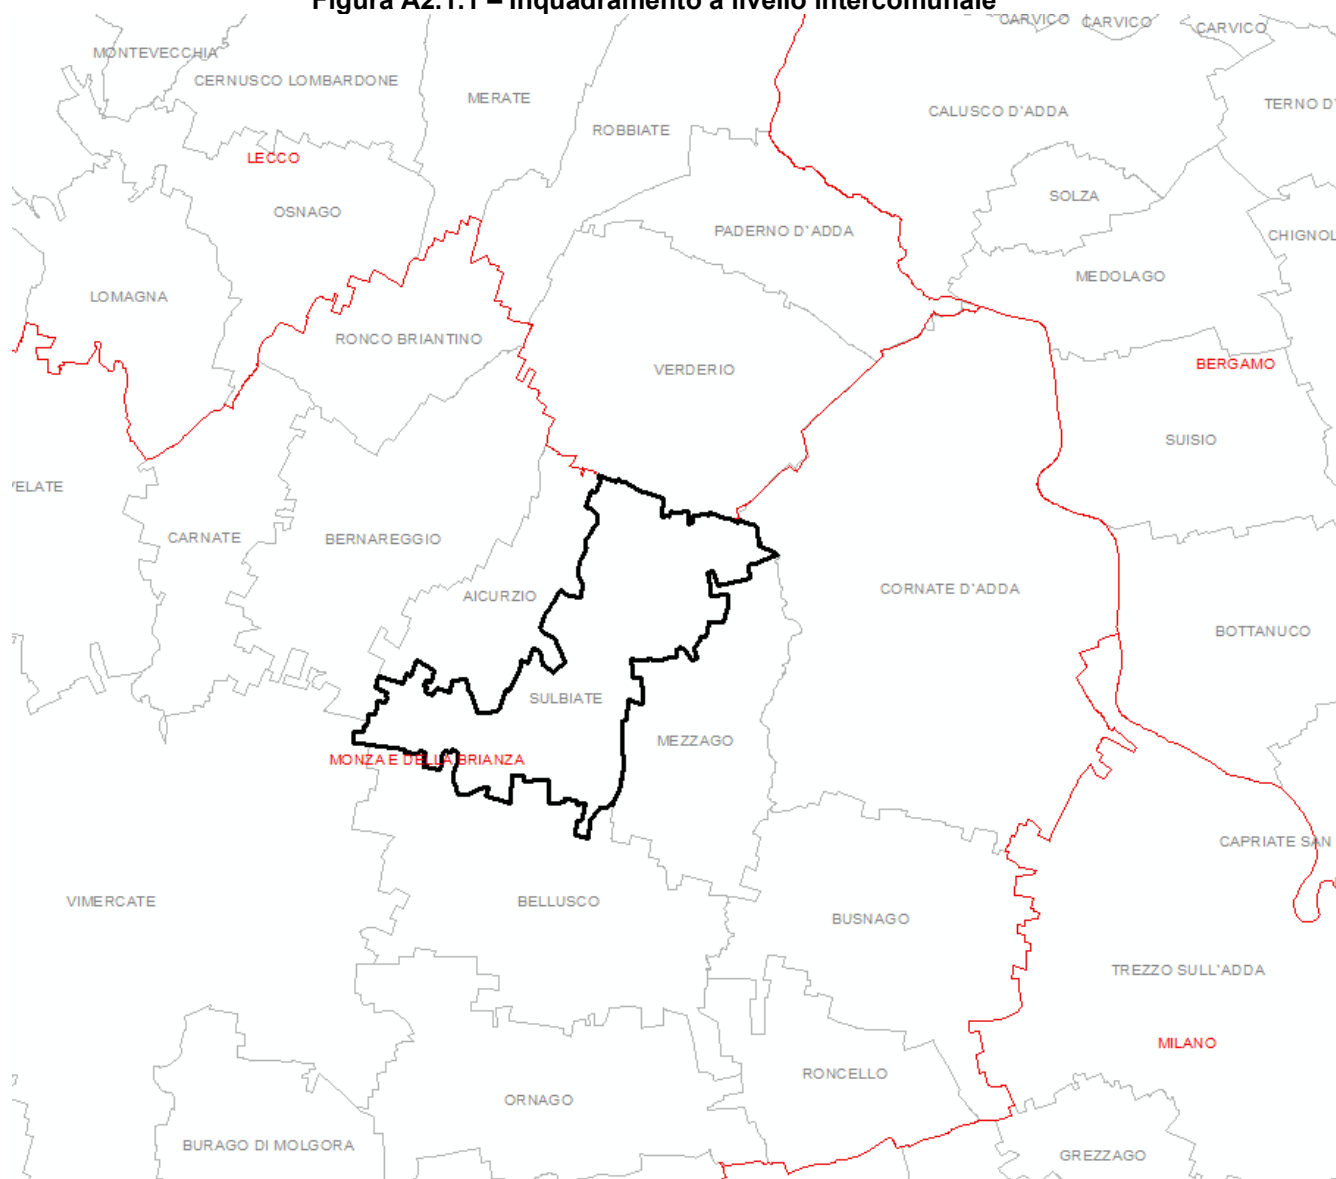 Figura A2.1.1 – Inquadramento a livello intercomunale
CARVICO
CARVICO
CARVICO
MONTEVECCHIA
CERNUSCO LOMBARDONE
MERATE
CALUSCO D'ADDA
TERNO D'
ROBBIATE
LECCO
SOLZA
OSNAGO
PADERNO D'ADDA
CHIGNOL
MEDOLAGO
LOMAGNA
RONCO BRIANTINO
VERDERIO
BERGAMO
SUISIO
VELATE
CARNATE
BERNAREGGIO
CORNATE D'ADDA
AICURZIO
BOTTANUCO
SULBIATE
MEZZAGO
MONZA E DELLA BRIANZA
CAPRIATE SAN
VIMERCATE
BELLUSCO
BUSNAGO
TREZZO SULL'ADDA
MILANO
RONCELLO
ORNAGO
BURAGO DI MOLGORA
GREZZAGO